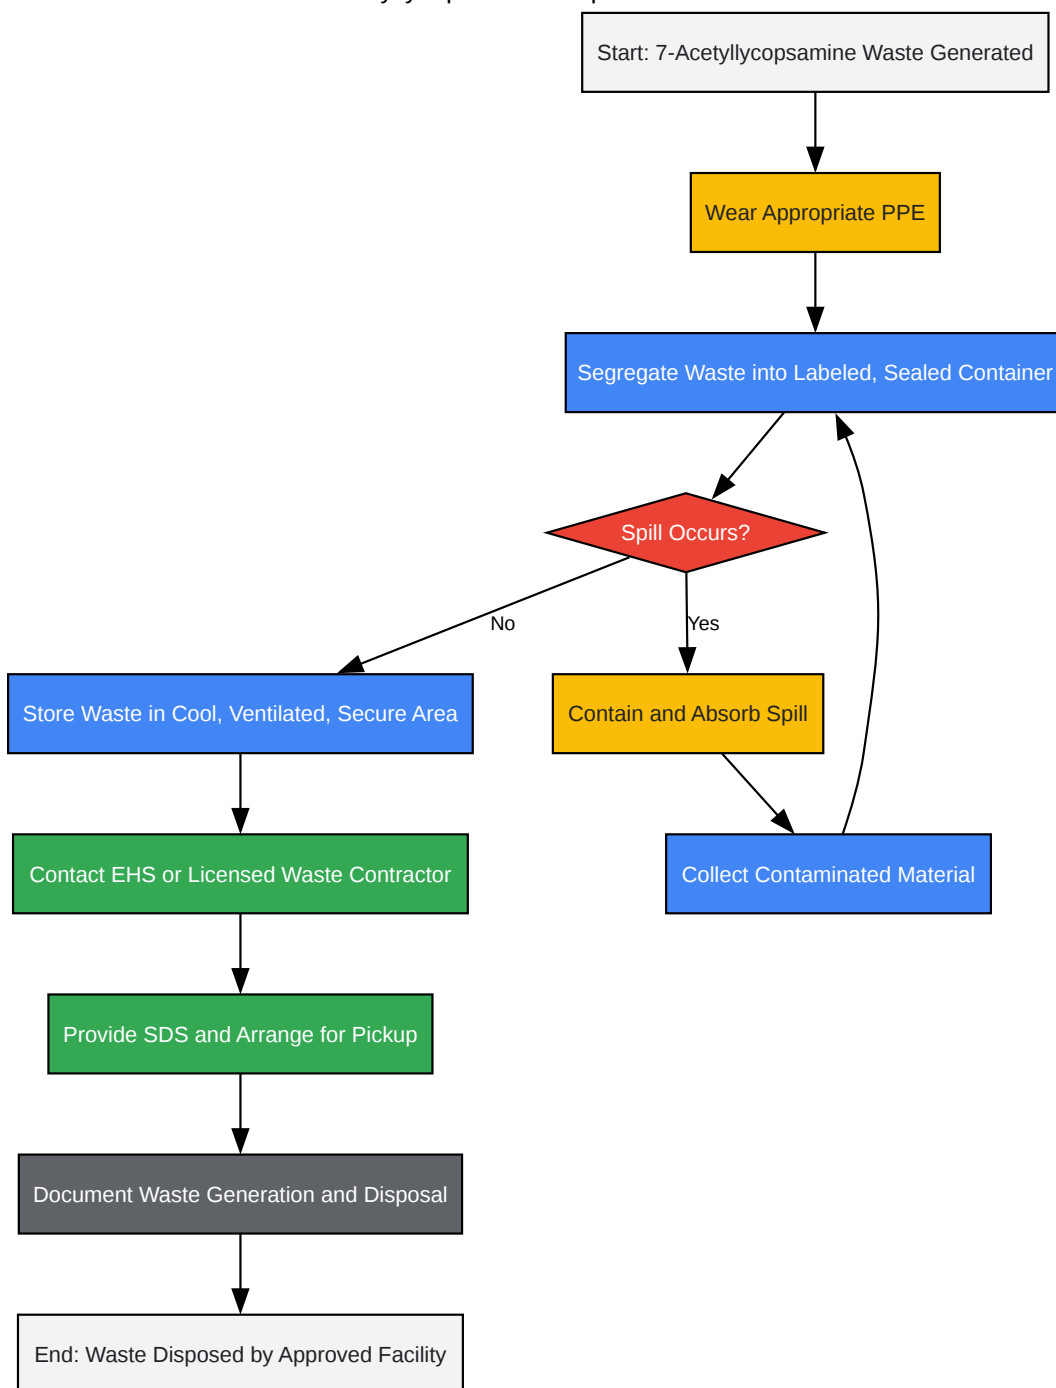 Start: 7-Acetyllycopsamine Waste Generated
Wear Appropriate PPE
Segregate Waste into Labeled, Sealed Container
Spill Occurs?
No
Yes
Store Waste in Cool, Ventilated, Secure Area
Contain and Absorb Spill
Contact EHS or Licensed Waste Contractor
Collect Contaminated Material
Provide SDS and Arrange for Pickup
Document Waste Generation and Disposal
End: Waste Disposed by Approved Facility